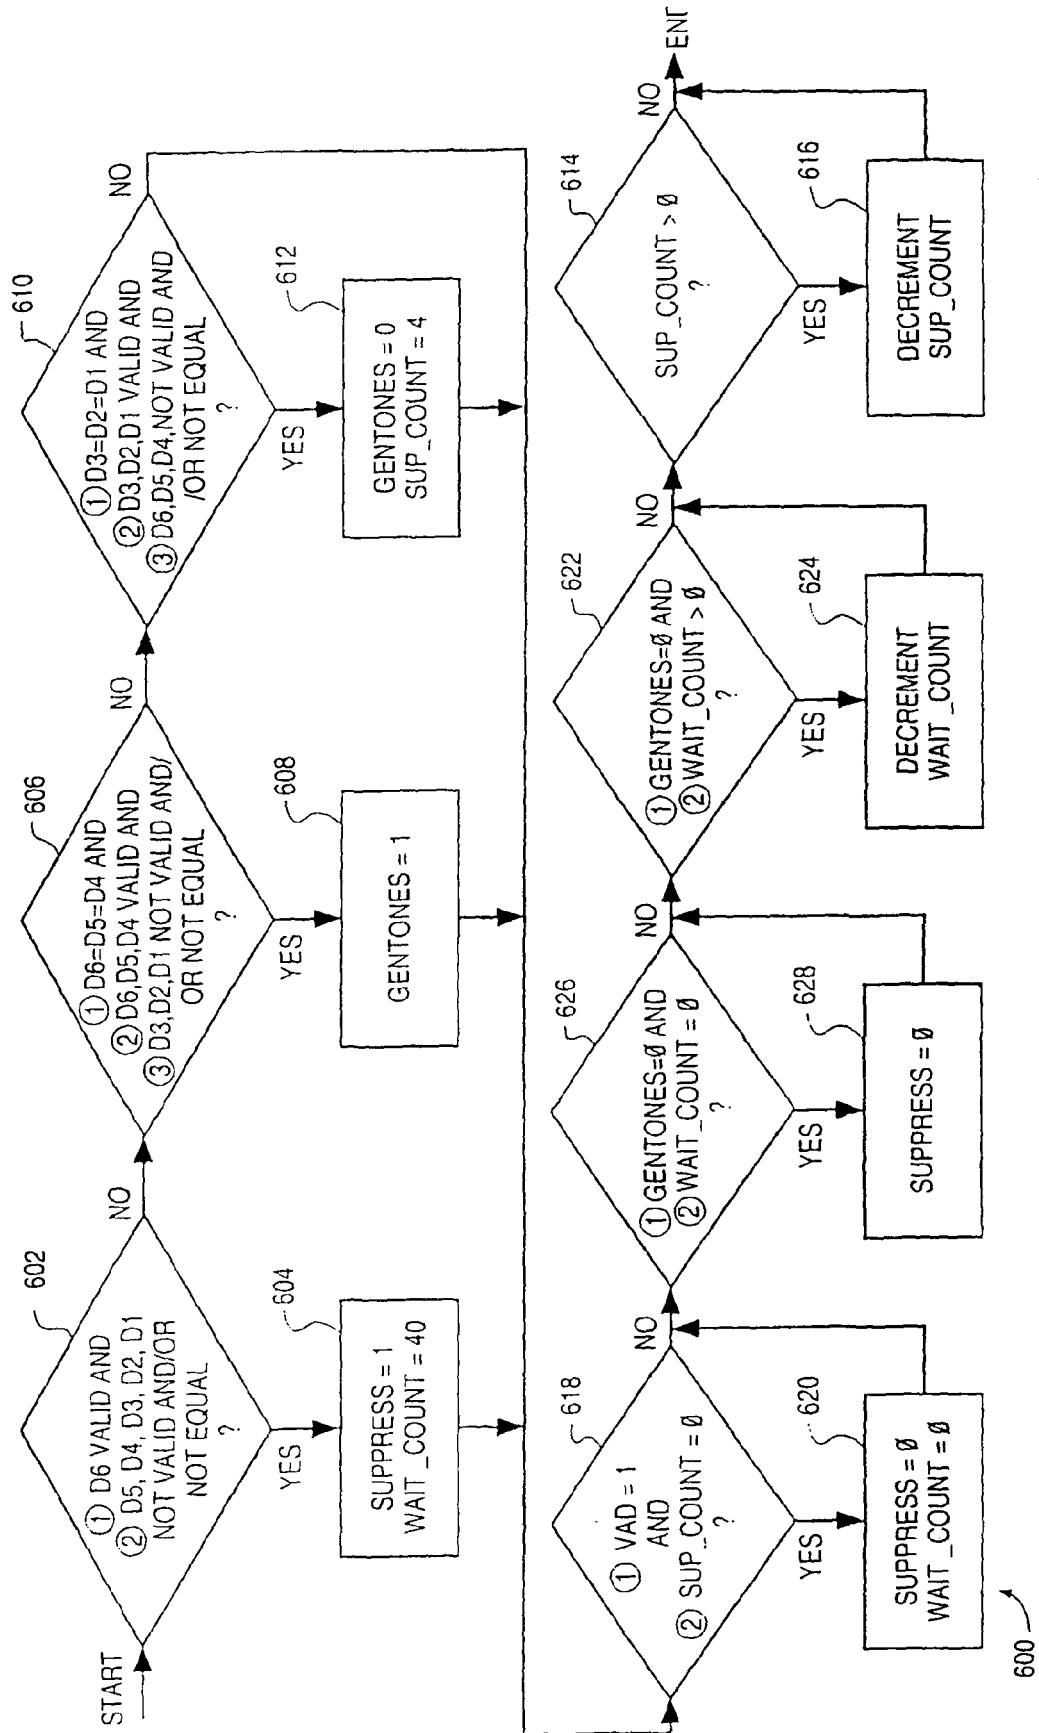 START
602
① D6 VALID AND
② D5, D4, D3, D2, D1
NOT VALID AND/OR
NOT EQUAL
?
NO
YES
604
SUPPRESS = 1
WAIT_COUNT = 40
606
① D6=D5=D4 AND
② D6,D5,D4 VALID AND
③ D3,D2,D1 NOT VALID AND/
OR NOT EQUAL
?
NO
YES
608
GENTONES = 1
610
① D3=D2=D1 AND
② D3,D2,D1 VALID AND
③ D6,D5,D4,NOT VALID AND
/OR NOT EQUAL
?
NO
YES
612
GENTONES = 0
SUP_COUNT = 4
618
① VAD = 1
AND
② SUP_COUNT = Ø
?
NO
YES
620
SUPPRESS = Ø
WAIT_COUNT = Ø
626
① GENTONES=Ø AND
② WAIT_COUNT = Ø
?
NO
YES
628
SUPPRESS = Ø
622
① GENTONES=Ø AND
② WAIT_COUNT > Ø
?
NO
YES
624
DECREMENT
WAIT_COUNT
614
SUP_COUNT > Ø
?
NO
YES
616
DECREMENT
SUP_COUNT
END
600